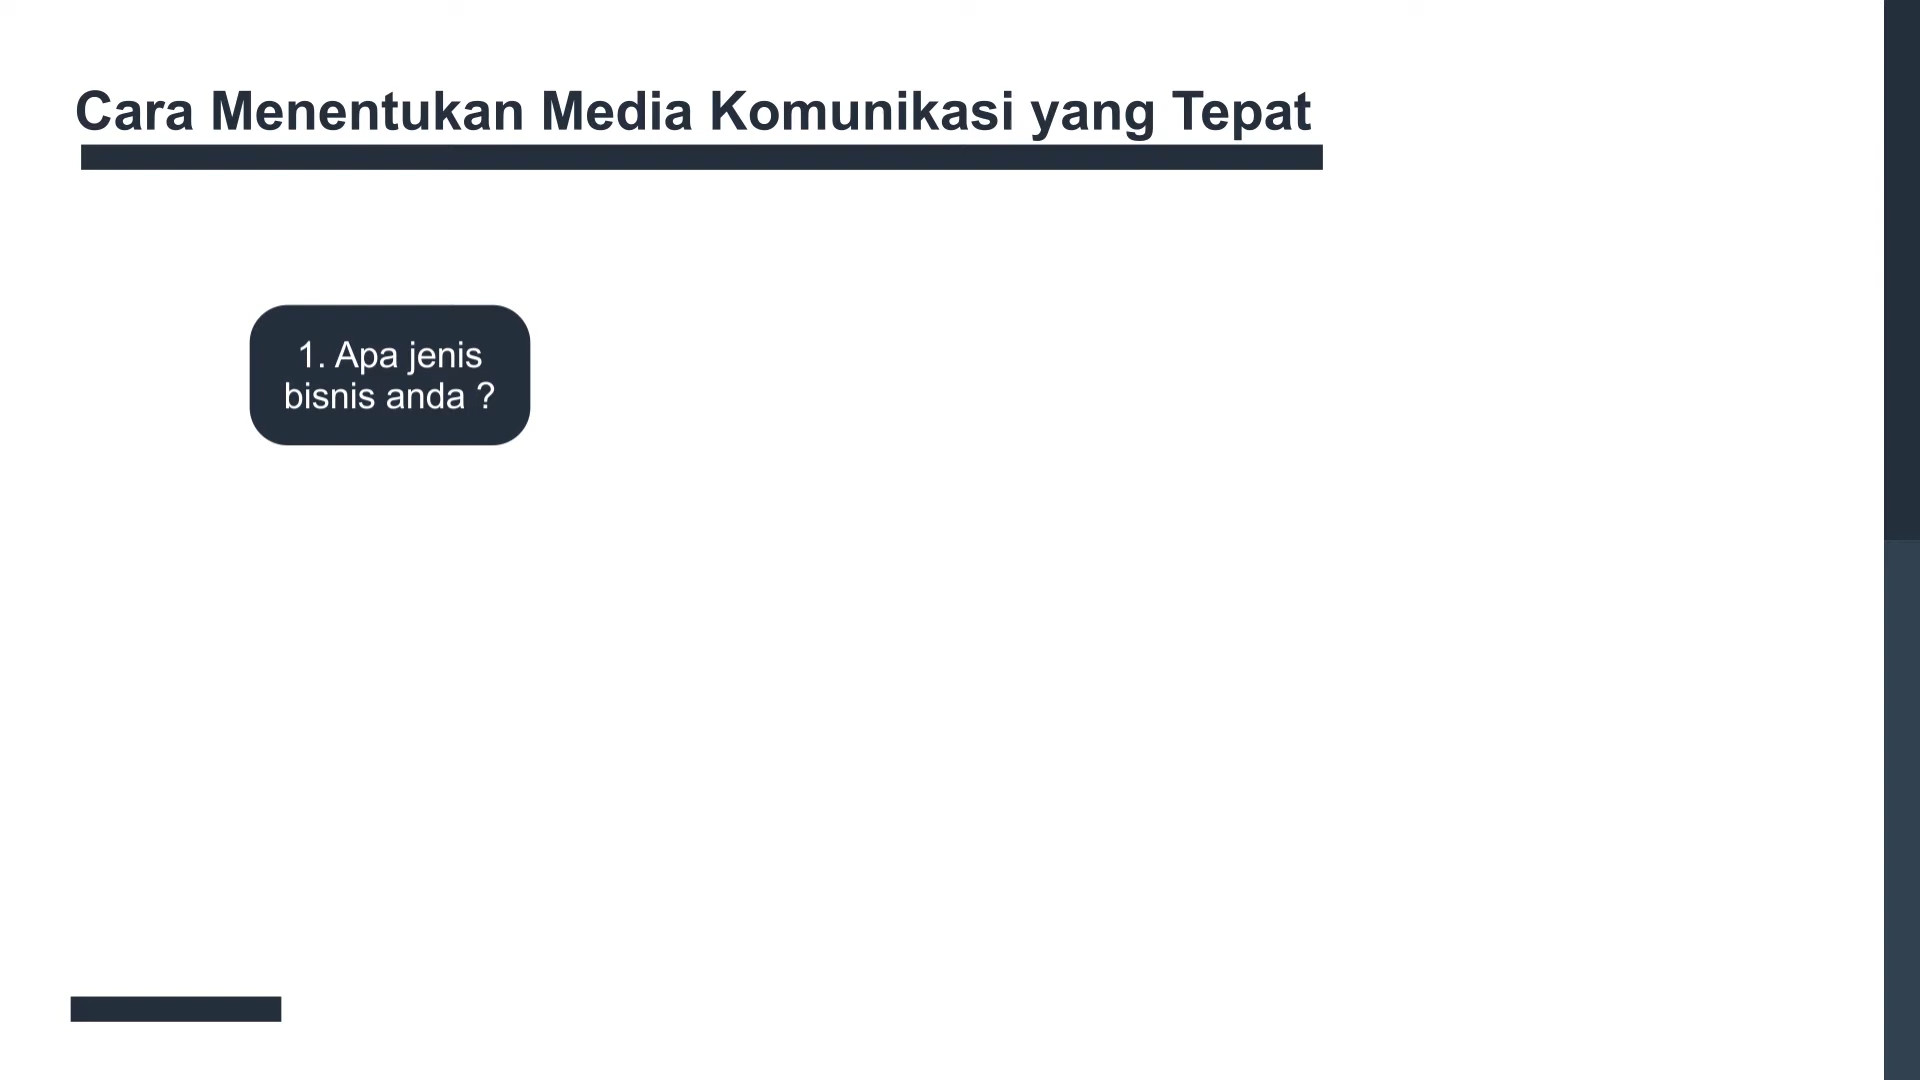 Cara Menentukan Media Komunikasi yang Tepat
1. Apa jenis
bisnis anda ?